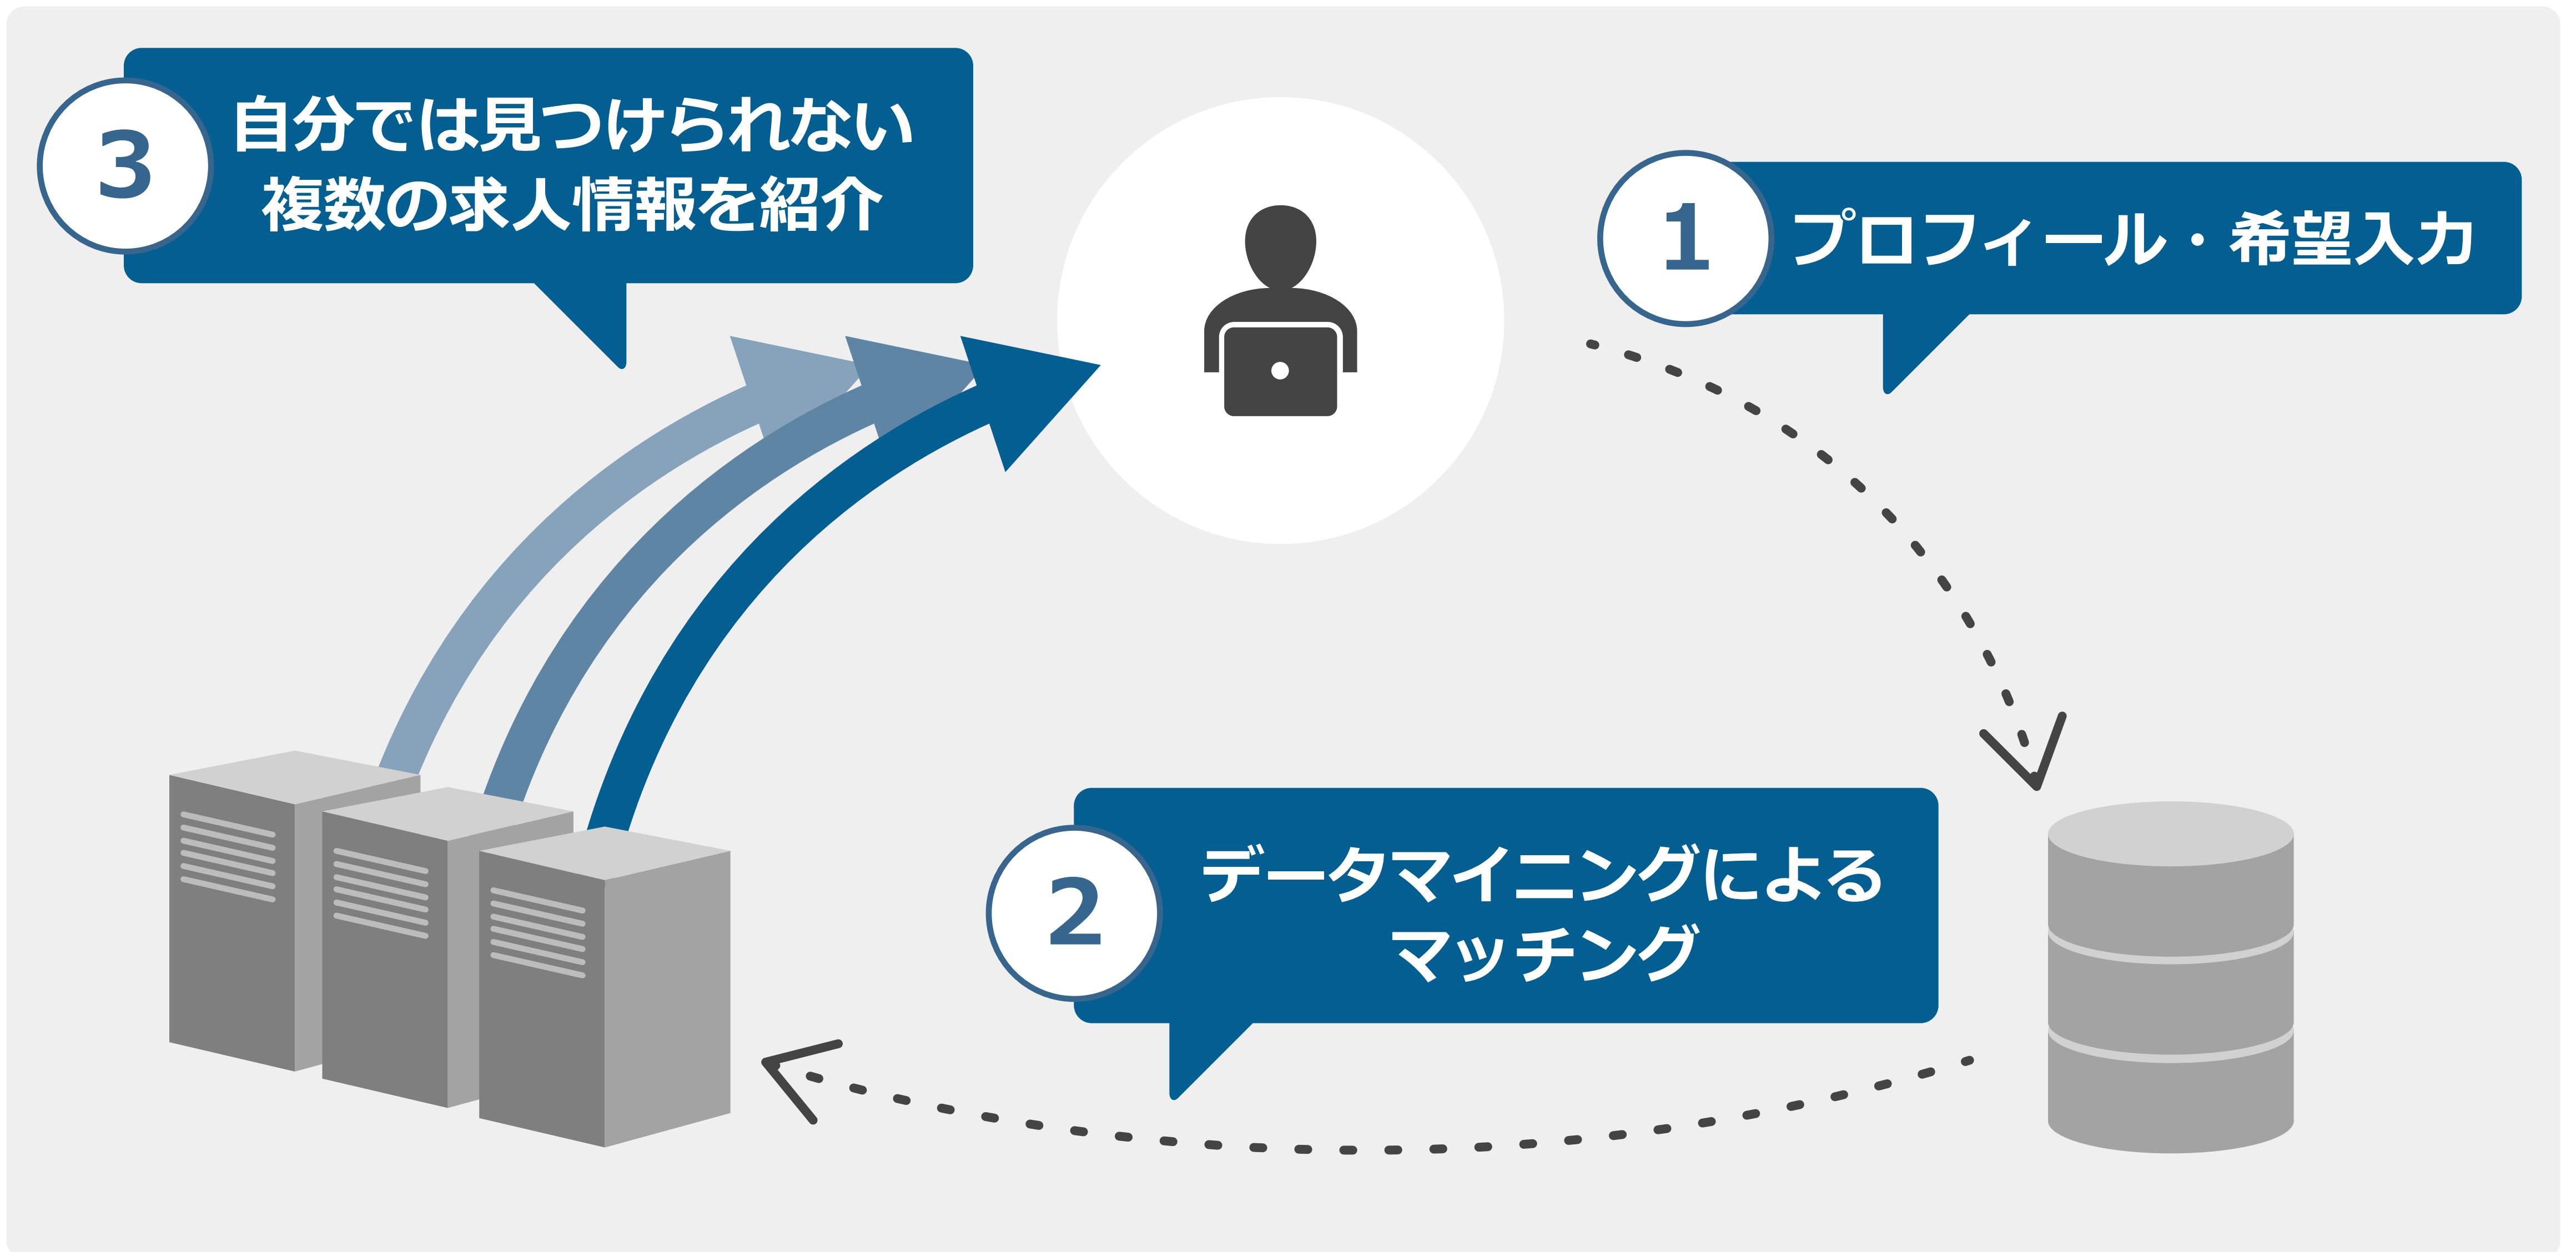 3
自分では見つけられない
複数の求人情報を紹介
1
プロフィール・希望入力
2
データマイニングによる
マッチング